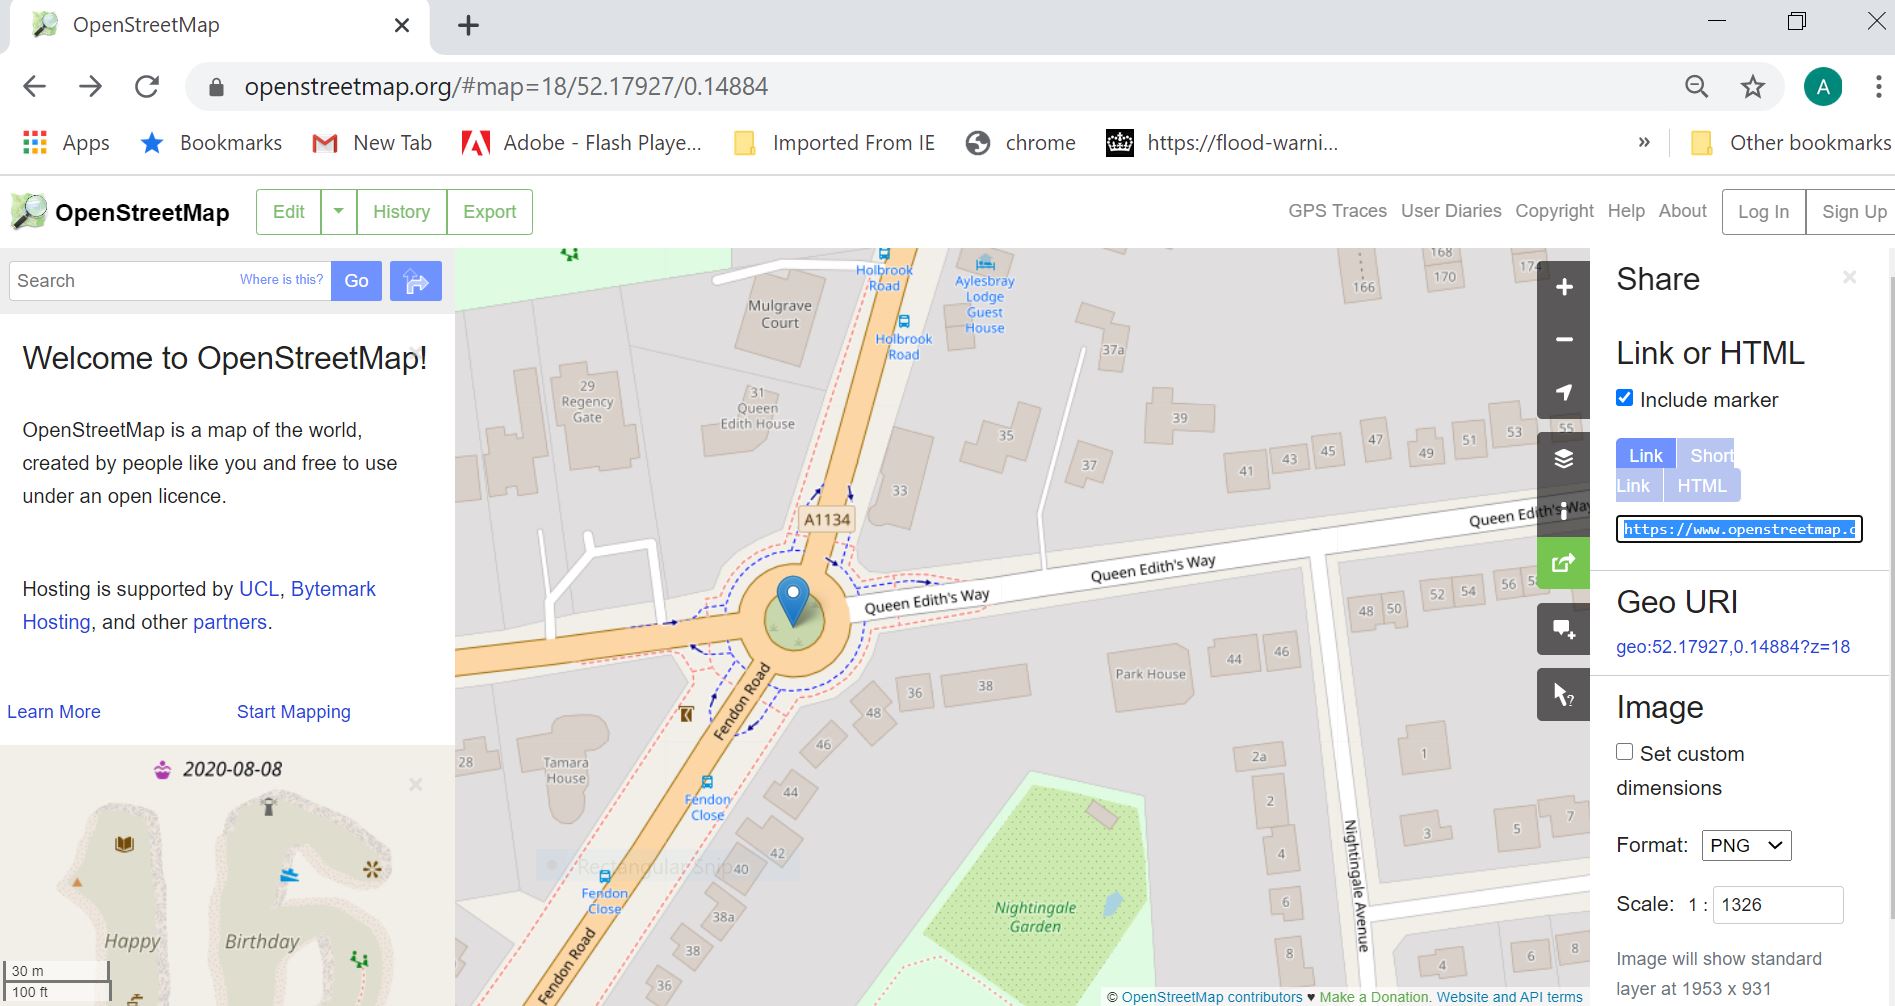 OpenStreetMap
openstreetmap.org/#map=18/52.17927/0.14884
A
Apps
Bookmarks
New Tab
Adobe - Flash Playe...
Imported From IE
chrome
https://flood-warni...
»
Other bookmarks
OpenStreetMap
Edit
History
Export
GPS Traces
User Diaries
Copyright
Help
About
Log In
Sign Up
Search
Where is this?
Go
Welcome to OpenStreetMap!
OpenStreetMap is a map of the world,
created by people like you and free to use
under an open licence.
Hosting is supported by UCL, Bytemark
Hosting, and other partners.
Learn More
Start Mapping
2020-08-08
Happy
Birthday
30 m
100 ft
Holbrook
Road
Aylesbray
Lodge
Guest
House
Mulgrave
Court
Holbrook
Road
166
168
170
174
37a
29
Regency
Gate
31
Queen
Edith House
33
35
37
39
41
43
45
47
49
51
53
55
A1134
Queen Edith's Way
Queen Edith's Way
Queen Edith's Way
48
50
52
54
56
Fendon Road
36
38
Park House
44
46
48
46
28
Tamara
House
Fendon
Close
44
42
40
Rectangular Snip
Fendon
Close
38a
38
36
Fendon Road
Nightingale
Garden
Nightingale Avenue
2a
2
4
6
8
1
3
5
7
4
6
8
© OpenStreetMap contributors ♥ Make a Donation. Website and API terms
Share
Link or HTML
Include marker
Link
Short
Link
HTML
https://www.openstreetmap.o
Geo URI
geo:52.17927,0.14884?z=18
Image
Set custom
dimensions
Format:
PNG
Scale:
1 :
1326
Image will show standard
layer at 1953 x 931